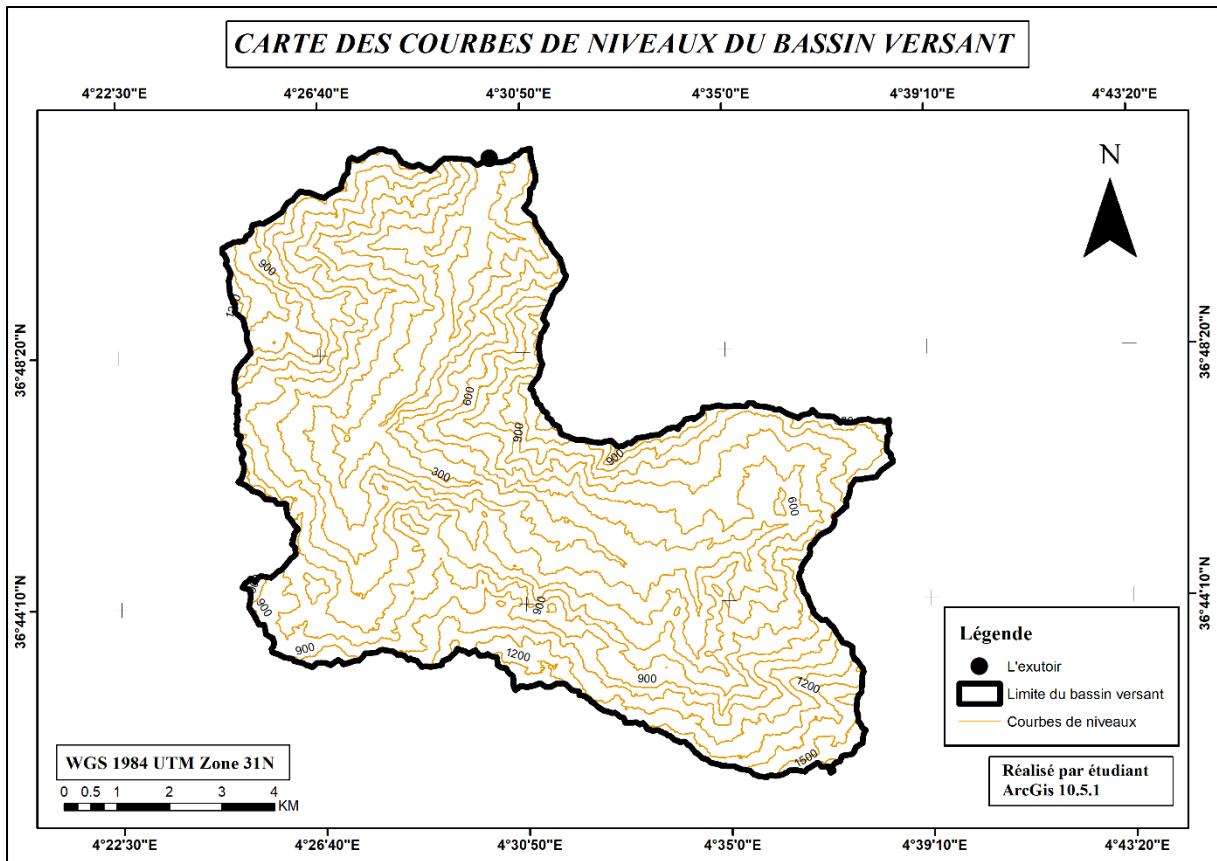 CARTE DES COURBES DE NIVEAUX DU BASSIN VERSANT
4°22'30"E 4°26'40"E 4°30'50"E 4°35'0"E 4°39'10"E 4°43'20"E
N
900
1200
36°48'20"N 36°48'20"N
600
900
900
300
600
36°44'10"N 36°44'10"N
900
900
900
1200
900
1200
1500
Légende
L'exutoir
Limite du bassin versant
Courbes de niveaux
WGS 1984 UTM Zone 31N
0 0.5 1 2 3 4
KM
Réalisé par étudiant
ArcGis 10.5.1
4°22'30"E 4°26'40"E 4°30'50"E 4°35'0"E 4°39'10"E 4°43'20"E